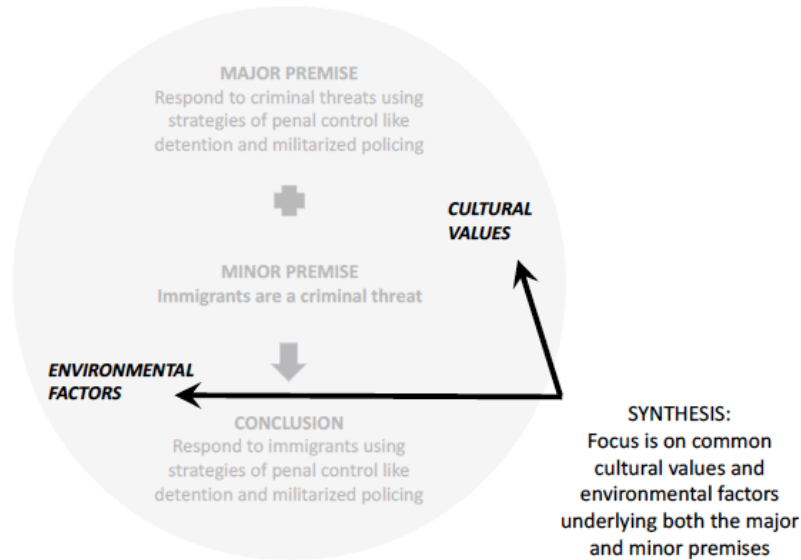 MAJOR PREMISE
Respond to criminal threats using
strategies of penal control like
detention and militarized policing
CULTURAL
VALUES
MINOR PREMISE
Immigrants are a criminal threat
ENVIRONMENTAL
FACTORS
CONCLUSION
Respond to immigrants using
strategies of penal control like
detention and militarized policing
SYNTHESIS:
Focus is on common
cultural values and
environmental factors
underlying both the major
and minor premises